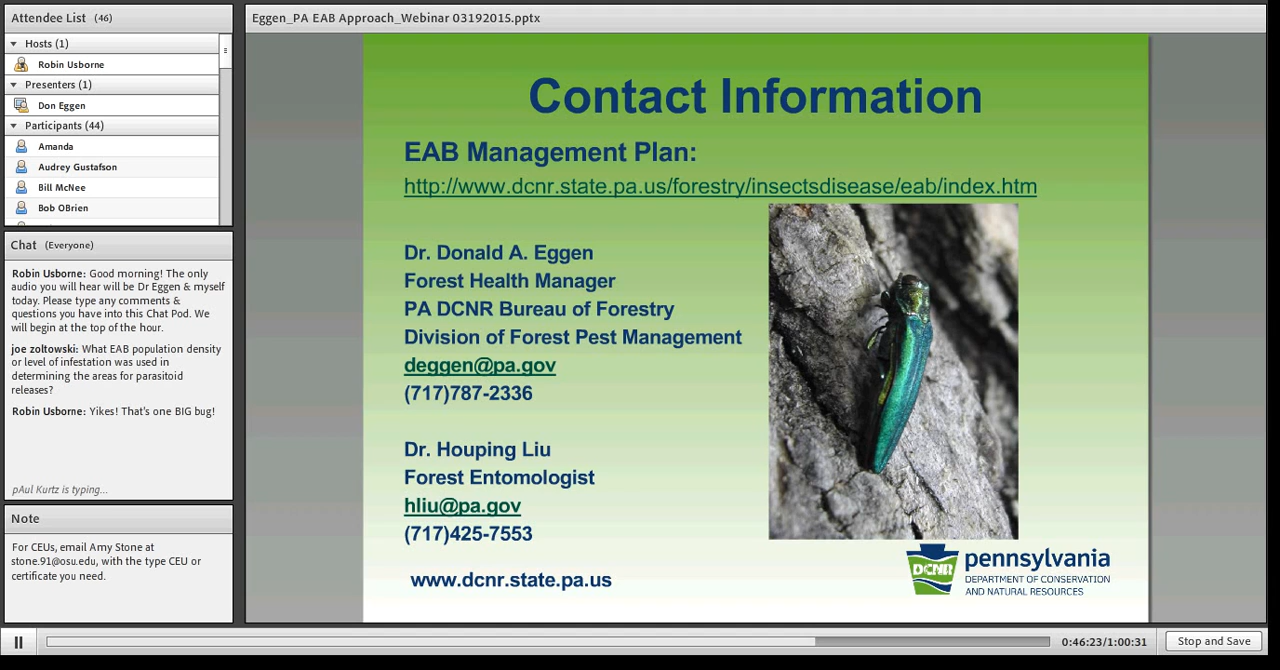 Attendee List (46)
Hosts (1)
Robin Usborne
Presenters (1)
Don Eggen
Participants (44)
Amanda
Audrey Gustafson
Bill McNee
Bob OBrien
Chat (Everyone)
Robin Usborne: Good morning! The only
audio you will hear will be Dr Eggen & myself
today. Please type any comments &
questions you have into this Chat Pod. We
will begin at the top of the hour.
joe zoltowski: What EAB population density
or level of infestation was used in
determining the areas for parasitoid
releases?
Robin Usborne: Yikes! That's one BIG bug!
pAul Kurtz is typing...
Note
For CEUs, email Amy Stone at
stone.91@osu.edu, with the type CEU or
certificate you need.
Eggen_PA EAB Approach_Webinar 03192015.pptx
Contact Information
EAB Management Plan:
http://www.dcnr.state.pa.us/forestry/insectsdisease/eab/index.htm
Dr. Donald A. Eggen
Forest Health Manager
PA DCNR Bureau of Forestry
Division of Forest Pest Management
deggen@pa.gov
(717)787-2336
Dr. Houping Liu
Forest Entomologist
hliu@pa.gov
(717)425-7553
www.dcnr.state.pa.us
DCNR
pennsylvania
DEPARTMENT OF CONSERVATION
AND NATURAL RESOURCES
0:46:23/1:00:31
Stop and Save